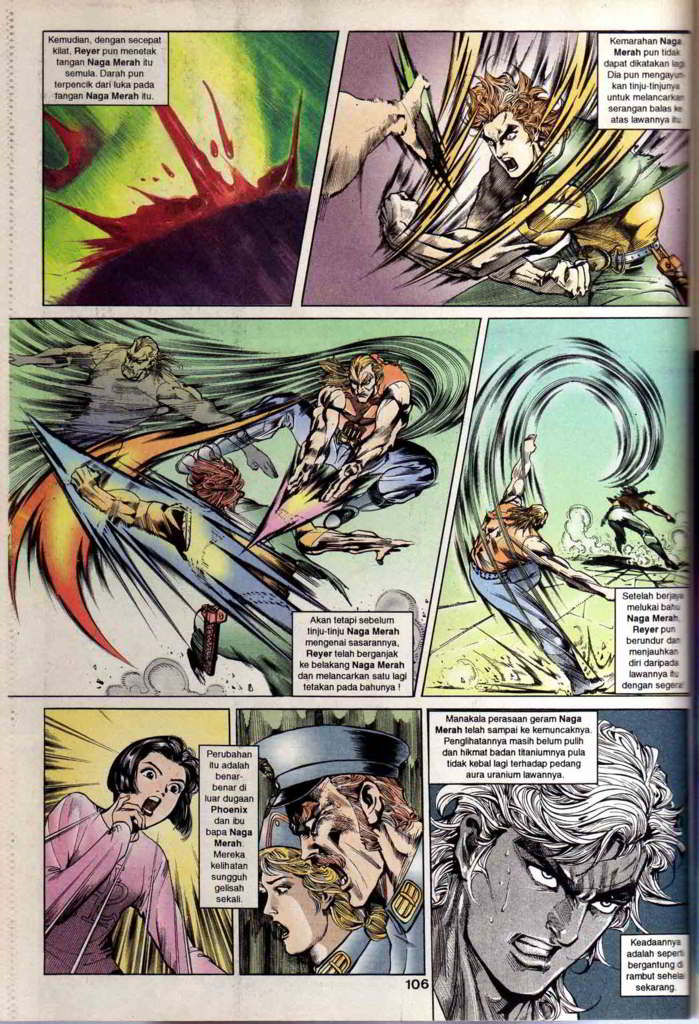 Kemudian, dengan secepat
kilat, Reyer pun menetak
tangan Naga Merah itu
semula. Darah pun
terpencik dari luka pada
tangan Naga Merah itu.
Kemarahan Naga
Merah pun tidak
dapat dikatakan lagi.
Dia pun mengayun-
kan tinju-tinjunya
untuk melancarkan
serangan balas ke
atas lawannya itu.
Akan tetapi sebelum
tinju-tinju Naga Merah
mengenai sasarannya,
Reyer telah berganjak
ke belakang Naga Merah
dan melancarkan satu lagi
tetakan pada bahunya !
Setelah berjaya
melukai bahu
Naga Merah,
Reyer pun
berundur dan
menjauhkan
diri daripada
lawannya itu
dengan segera.
Perubahan
itu adalah
benar-
benar di
luar dugaan
Phoenix
dan ibu
bapa Naga
Merah.
Mereka
kelihatan
sungguh
gelisah
sekali.
Manakala perasaan geram Naga
Merah telah sampai ke kemuncaknya.
Penglihatannya masih belum pulih
dan hikmat badan titaniumnya pula
tidak kebal lagi terhadap pedang
aura uranium lawannya.
Keadaannya
adalah seperti
bergantung di
rambut sehelai
sekarang.
106